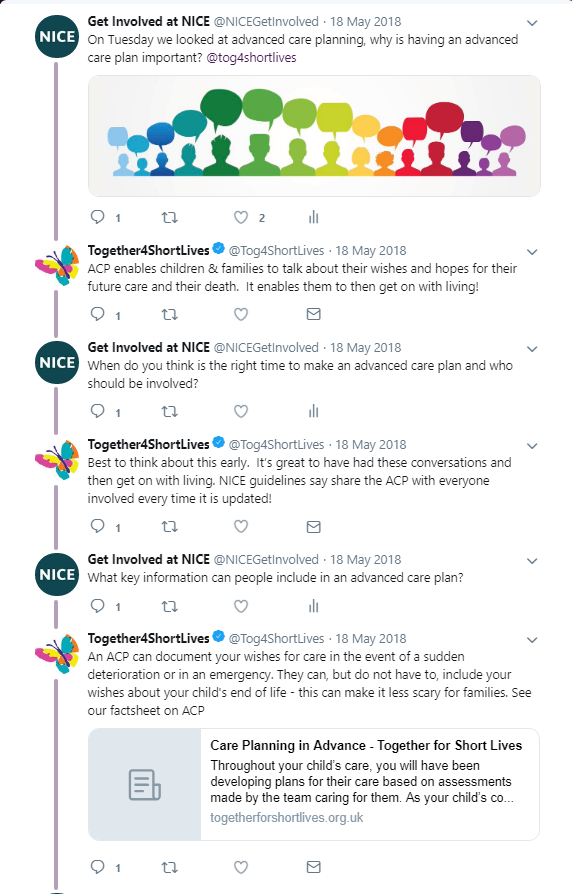 Get Involved at NICE @NICEGetInvolved · 18 May 2018
NICE
On Tuesday we looked at advanced care planning, why is having an advanced
care plan important? @tog4shortlives
1 2
Together4ShortLives @Tog4ShortLives · 18 May 2018
ACP enables children & families to talk about their wishes and hopes for their
future care and their death.  It enables them to then get on with living!
1
Get Involved at NICE @NICEGetInvolved · 18 May 2018
NICE
When do you think is the right time to make an advanced care plan and who
should be involved?
1
Together4ShortLives @Tog4ShortLives · 18 May 2018
Best to think about this early.  It's great to have had these conversations and
then get on with living. NICE guidelines say share the ACP with everyone
involved every time it is updated!
1
Get Involved at NICE @NICEGetInvolved · 18 May 2018
NICE
What key information can people include in an advanced care plan?
1
Together4ShortLives @Tog4ShortLives · 18 May 2018
An ACP can document your wishes for care in the event of a sudden
deterioration or in an emergency. They can, but do not have to, include your
wishes about your child's end of life - this can make it less scary for families. See
our factsheet on ACP
Care Planning in Advance - Together for Short Lives
Throughout your child's care, you will have been
developing plans for their care based on assessments
made by the team caring for them. As your child's co...
togetherforshortlives.org.uk
1